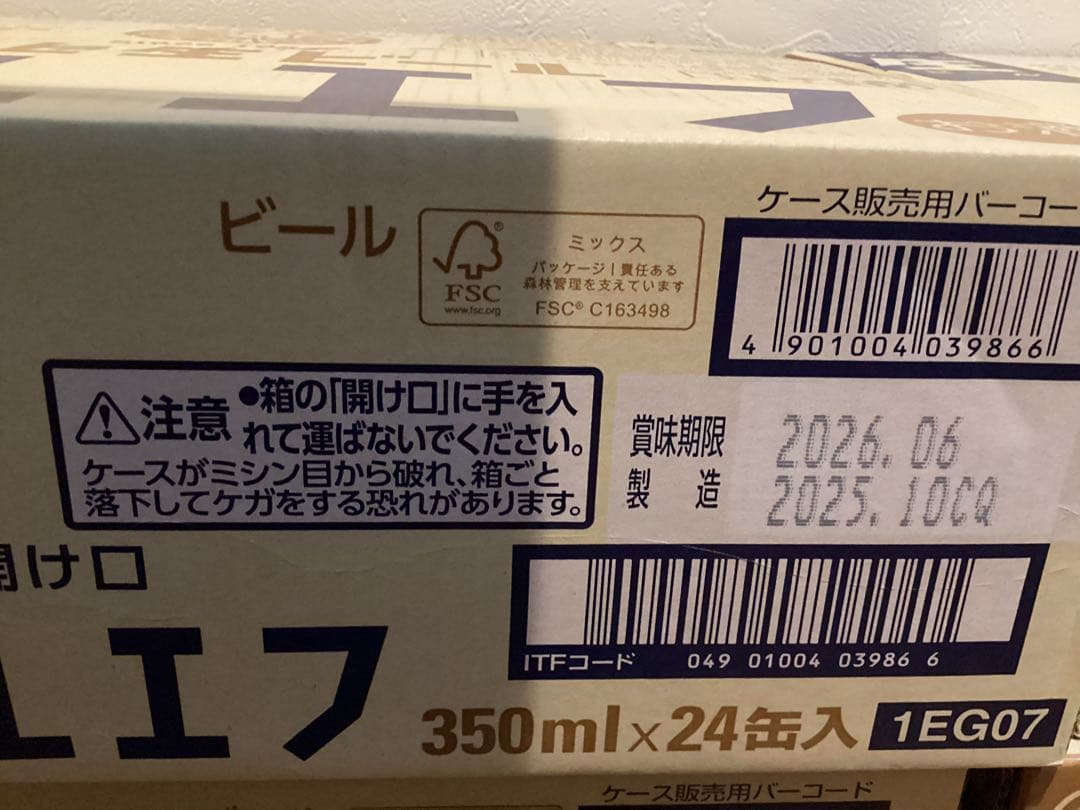 エフ
ビール
FSC®
www.fsc.org
ミックス
パッケージ | 責任ある
森林管理を支えています
FSC® C163498
ケース販売用バーコー
4 901004 039866
注意
●箱の「開け口」に手を入
れて運ばないでください。
ケースがミシン目から破れ、箱ごと
落下してケガをする恐れがあります。
賞味期限 2026.06
製造 2025.10CQ
開け口
エフ
ITFコード 049 01004 03986 6
350ml×24缶入 1EG07
ビール
ケース販売用バーコード